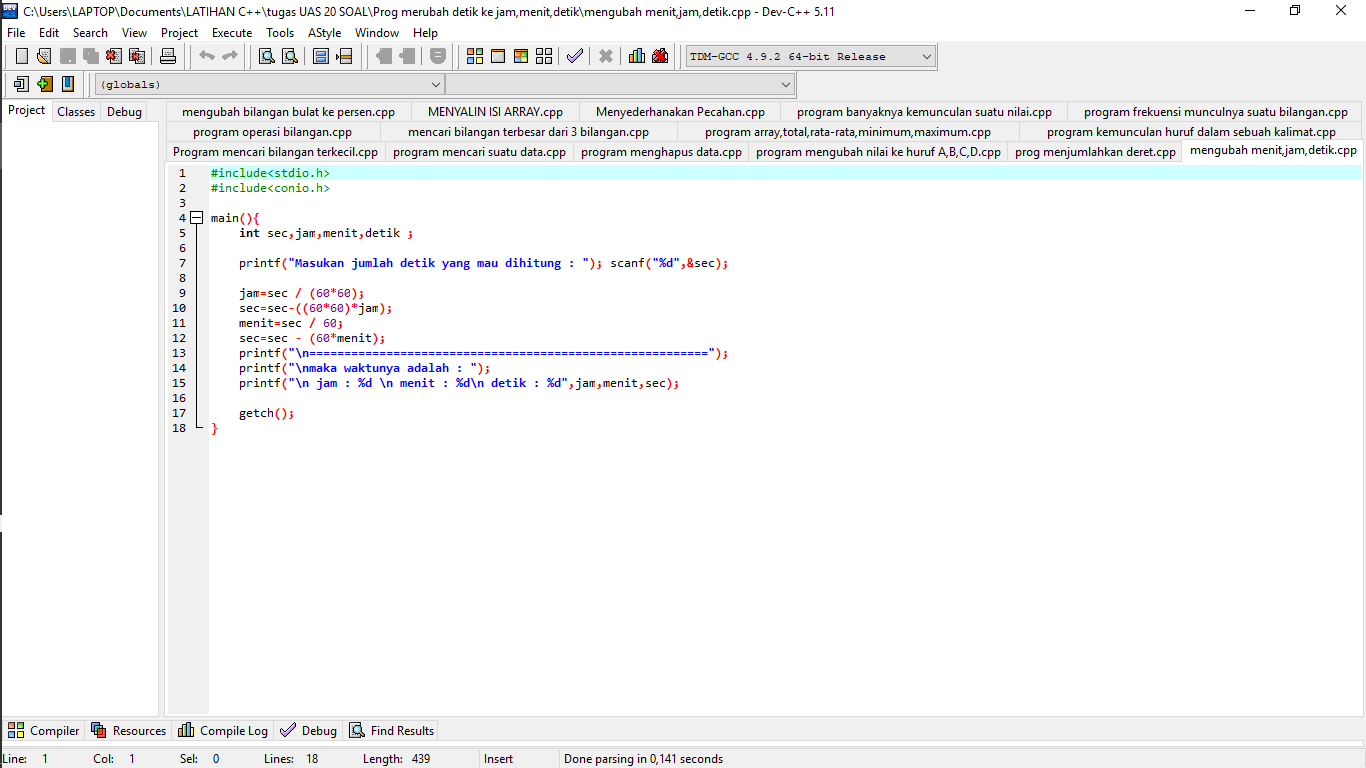 C:\Users\LAPTOP\Documents\LATIHAN C++\tugas UAS 20 SOAL\Prog merubah detik ke jam,menit,detik\mengubah menit,jam,detik.cpp - Dev-C++ 5.11
File Edit Search View Project Execute Tools AStyle Window Help
TDM-GCC 4.9.2 64-bit Release
(globals)
Project Classes Debug
mengubah bilangan bulat ke persen.cpp MENYALIN ISI ARRAY.cpp Menyederhanakan Pecahan.cpp program banyaknya kemunculan suatu nilai.cpp program frekuensi munculnya suatu bilangan.cpp
program operasi bilangan.cpp mencari bilangan terbesar dari 3 bilangan.cpp program array,total,rata-rata,minimum,maximum.cpp program kemunculan huruf dalam sebuah kalimat.cpp
Program mencari bilangan terkecil.cpp program mencari suatu data.cpp program menghapus data.cpp program mengubah nilai ke huruf A,B,C,D.cpp prog menjumlahkan deret.cpp mengubah menit,jam,detik.cpp
1 #include<stdio.h>
2 #include<conio.h>
3
4 main(){
5 int sec,jam,menit,detik ;
6
7 printf("Masukan jumlah detik yang mau dihitung : "); scanf("%d",&sec);
8
9 jam=sec / (60*60);
10 sec=sec-((60*60)*jam);
11 menit=sec / 60;
12 sec=sec - (60*menit);
13 printf("\n=========================================================");
14 printf("\nmaka waktunya adalah : ");
15 printf("\n jam : %d \n menit : %d\n detik : %d",jam,menit,sec);
16
17 getch();
18 }
Compiler Resources Compile Log Debug Find Results
Line: 1 Col: 1 Sel: 0 Lines: 18 Length: 439 Insert Done parsing in 0,141 seconds